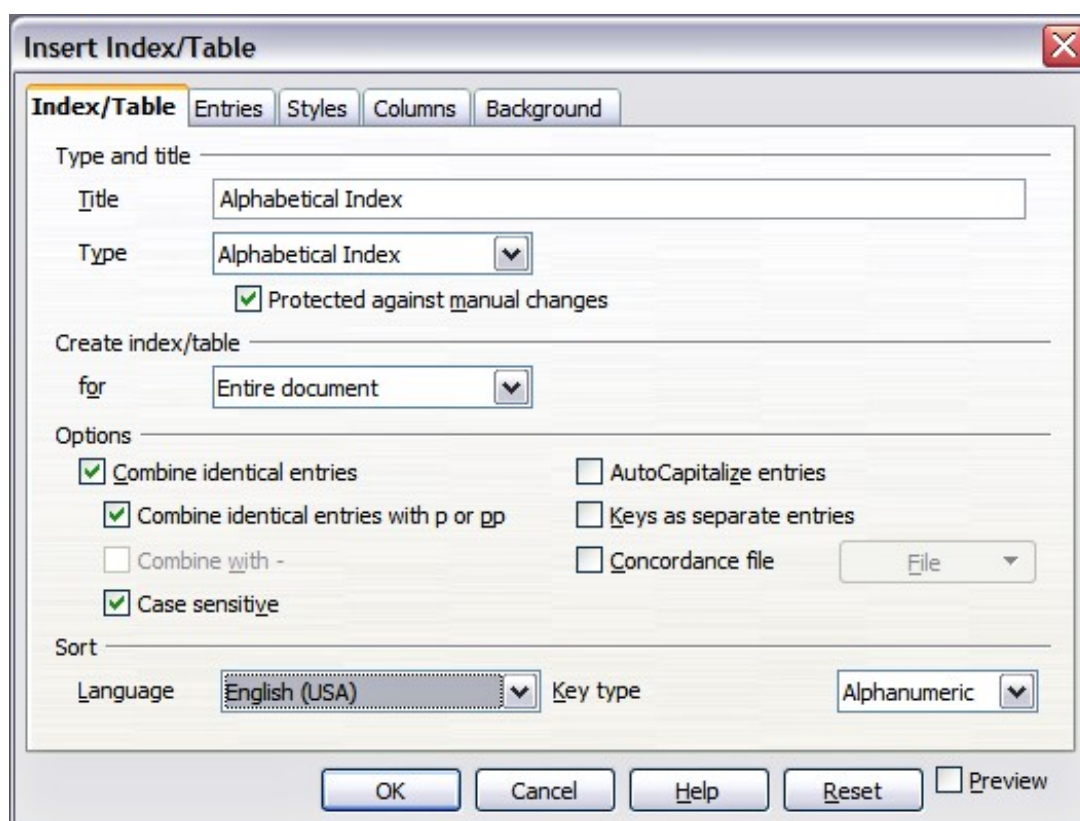 Insert Index/Table
Index/Table Entries Styles Columns Background
Type and title
Title Alphabetical Index
Type Alphabetical Index
Protected against manual changes
Create index/table
for Entire document
Options
Combine identical entries AutoCapitalize entries
Combine identical entries with p or pp Keys as separate entries
Combine with - Concordance file File
Case sensitive
Sort
Language English (USA) Key type Alphanumeric
OK Cancel Help Reset Preview